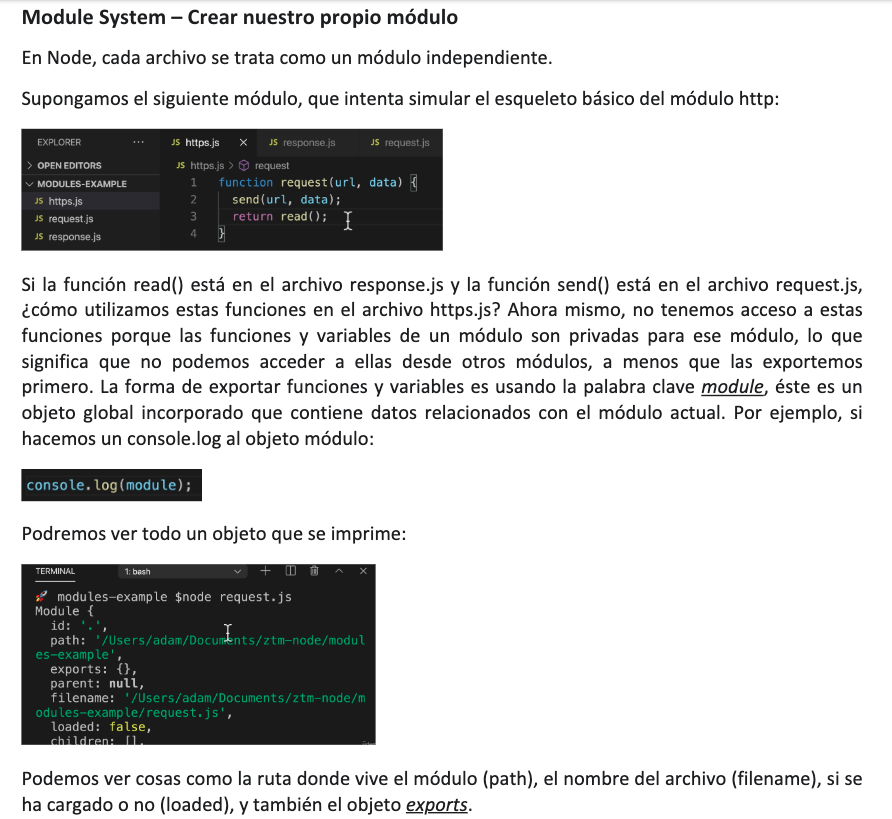 Module System – Crear nuestro propio módulo
En Node, cada archivo se trata como un módulo independiente.
Supongamos el siguiente módulo, que intenta simular el esqueleto básico del módulo http:
EXPLORER ···
> OPEN EDITORS
MODULES-EXAMPLE
JS https.js
JS request.js
JS response.js
JS https.js × JS response.js JS request.js
JS https.js > request
1 function request(url, data) {
2 send(url, data);
3 return read();
4 }
Si la función read() está en el archivo response.js y la función send() está en el archivo request.js,
¿cómo utilizamos estas funciones en el archivo https.js? Ahora mismo, no tenemos acceso a estas
funciones porque las funciones y variables de un módulo son privadas para ese módulo, lo que
significa que no podemos acceder a ellas desde otros módulos, a menos que las exportemos
primero. La forma de exportar funciones y variables es usando la palabra clave module, éste es un
objeto global incorporado que contiene datos relacionados con el módulo actual. Por ejemplo, si
hacemos un console.log al objeto módulo:
console.log(module);
Podremos ver todo un objeto que se imprime:
TERMINAL 1: bash
🚀 modules-example $node request.js
Module {
id: '.',
path: '/Users/adam/Documents/ztm-node/modul
es-example',
exports: {},
parent: null,
filename: '/Users/adam/Documents/ztm-node/m
odules-example/request.js',
loaded: false,
children: [],
Podemos ver cosas como la ruta donde vive el módulo (path), el nombre del archivo (filename), si se
ha cargado o no (loaded), y también el objeto exports.